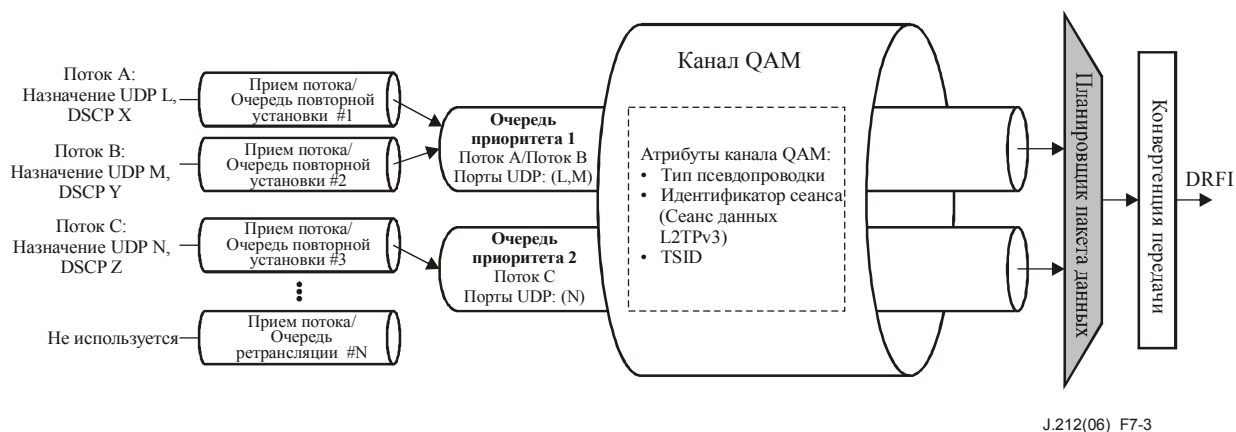 Поток А:
Назначение UDP L,
DSCP X
Прием потока/
Очередь повторной
установки #1
Поток В:
Назначение UDP M,
DSCP Y
Прием потока/
Очередь повторной
установки #2
Поток С:
Назначение UDP N,
DSCP Z
Прием потока/
Очередь повторной
установки #3
Не используется
Прием потока/
Очередь
ретрансляции #N
Очередь
приоритета 1
Поток А/Поток В
Порты UDP: (L,M)
Очередь
приоритета 2
Поток С
Порты UDP: (N)
Канал QAM
Атрибуты канала QAM:
• Тип псевдопроводки
• Идентификатор сеанса
(Сеанс данных
L2TPv3)
• TSID
Планировщик пакета
данных
Конвергенция передачи
DRFI
J.212(06)_F7-3